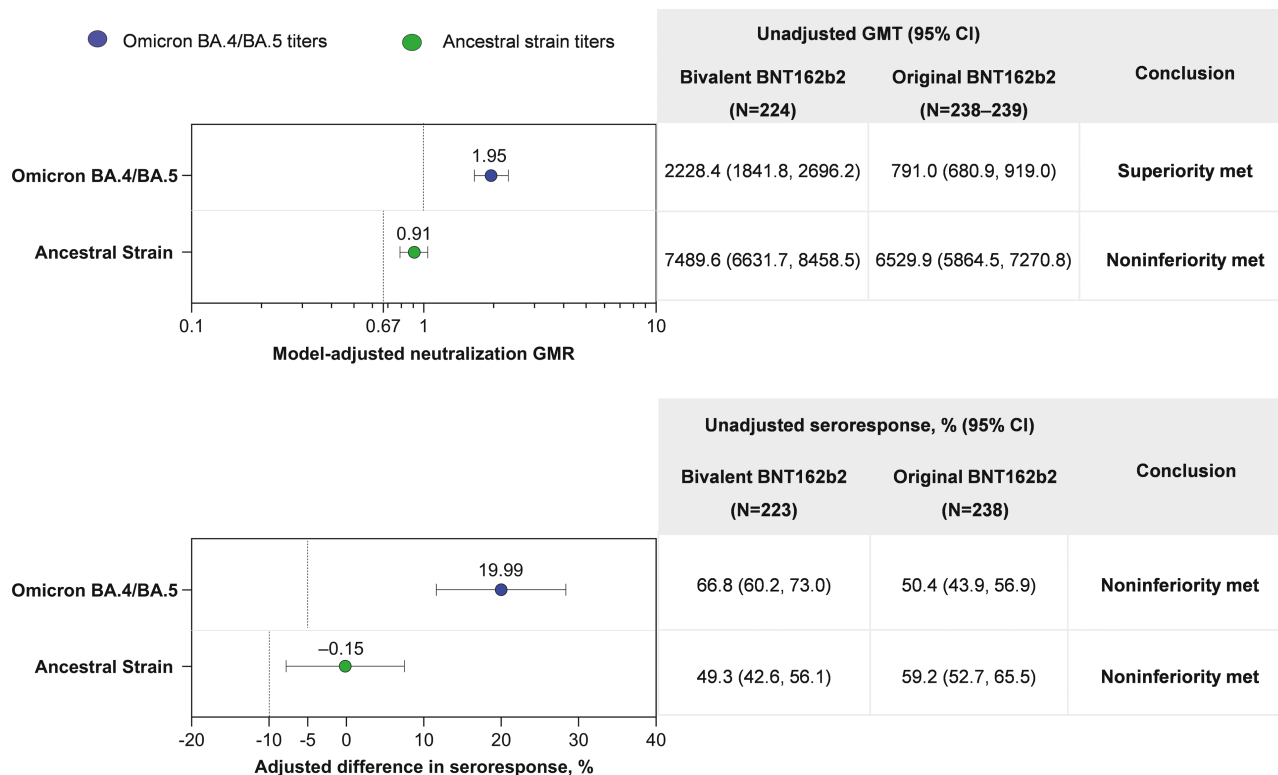 Omicron BA.4/BA.5 titers
Ancestral strain titers
Unadjusted GMT (95% CI)
Bivalent BNT162b2
(N=224)
Original BNT162b2
(N=238–239)
Conclusion
Omicron BA.4/BA.5
1.95
2228.4 (1841.8, 2696.2)
791.0 (680.9, 919.0)
Superiority met
Ancestral Strain
0.91
7489.6 (6631.7, 8458.5)
6529.9 (5864.5, 7270.8)
Noninferiority met
0.1
0.67
1
10
Model-adjusted neutralization GMR
Unadjusted seroresponse, % (95% CI)
Bivalent BNT162b2
(N=223)
Original BNT162b2
(N=238)
Conclusion
Omicron BA.4/BA.5
19.99
66.8 (60.2, 73.0)
50.4 (43.9, 56.9)
Noninferiority met
Ancestral Strain
–0.15
49.3 (42.6, 56.1)
59.2 (52.7, 65.5)
Noninferiority met
-20
-10
-5
0
10
20
30
40
Adjusted difference in seroresponse, %